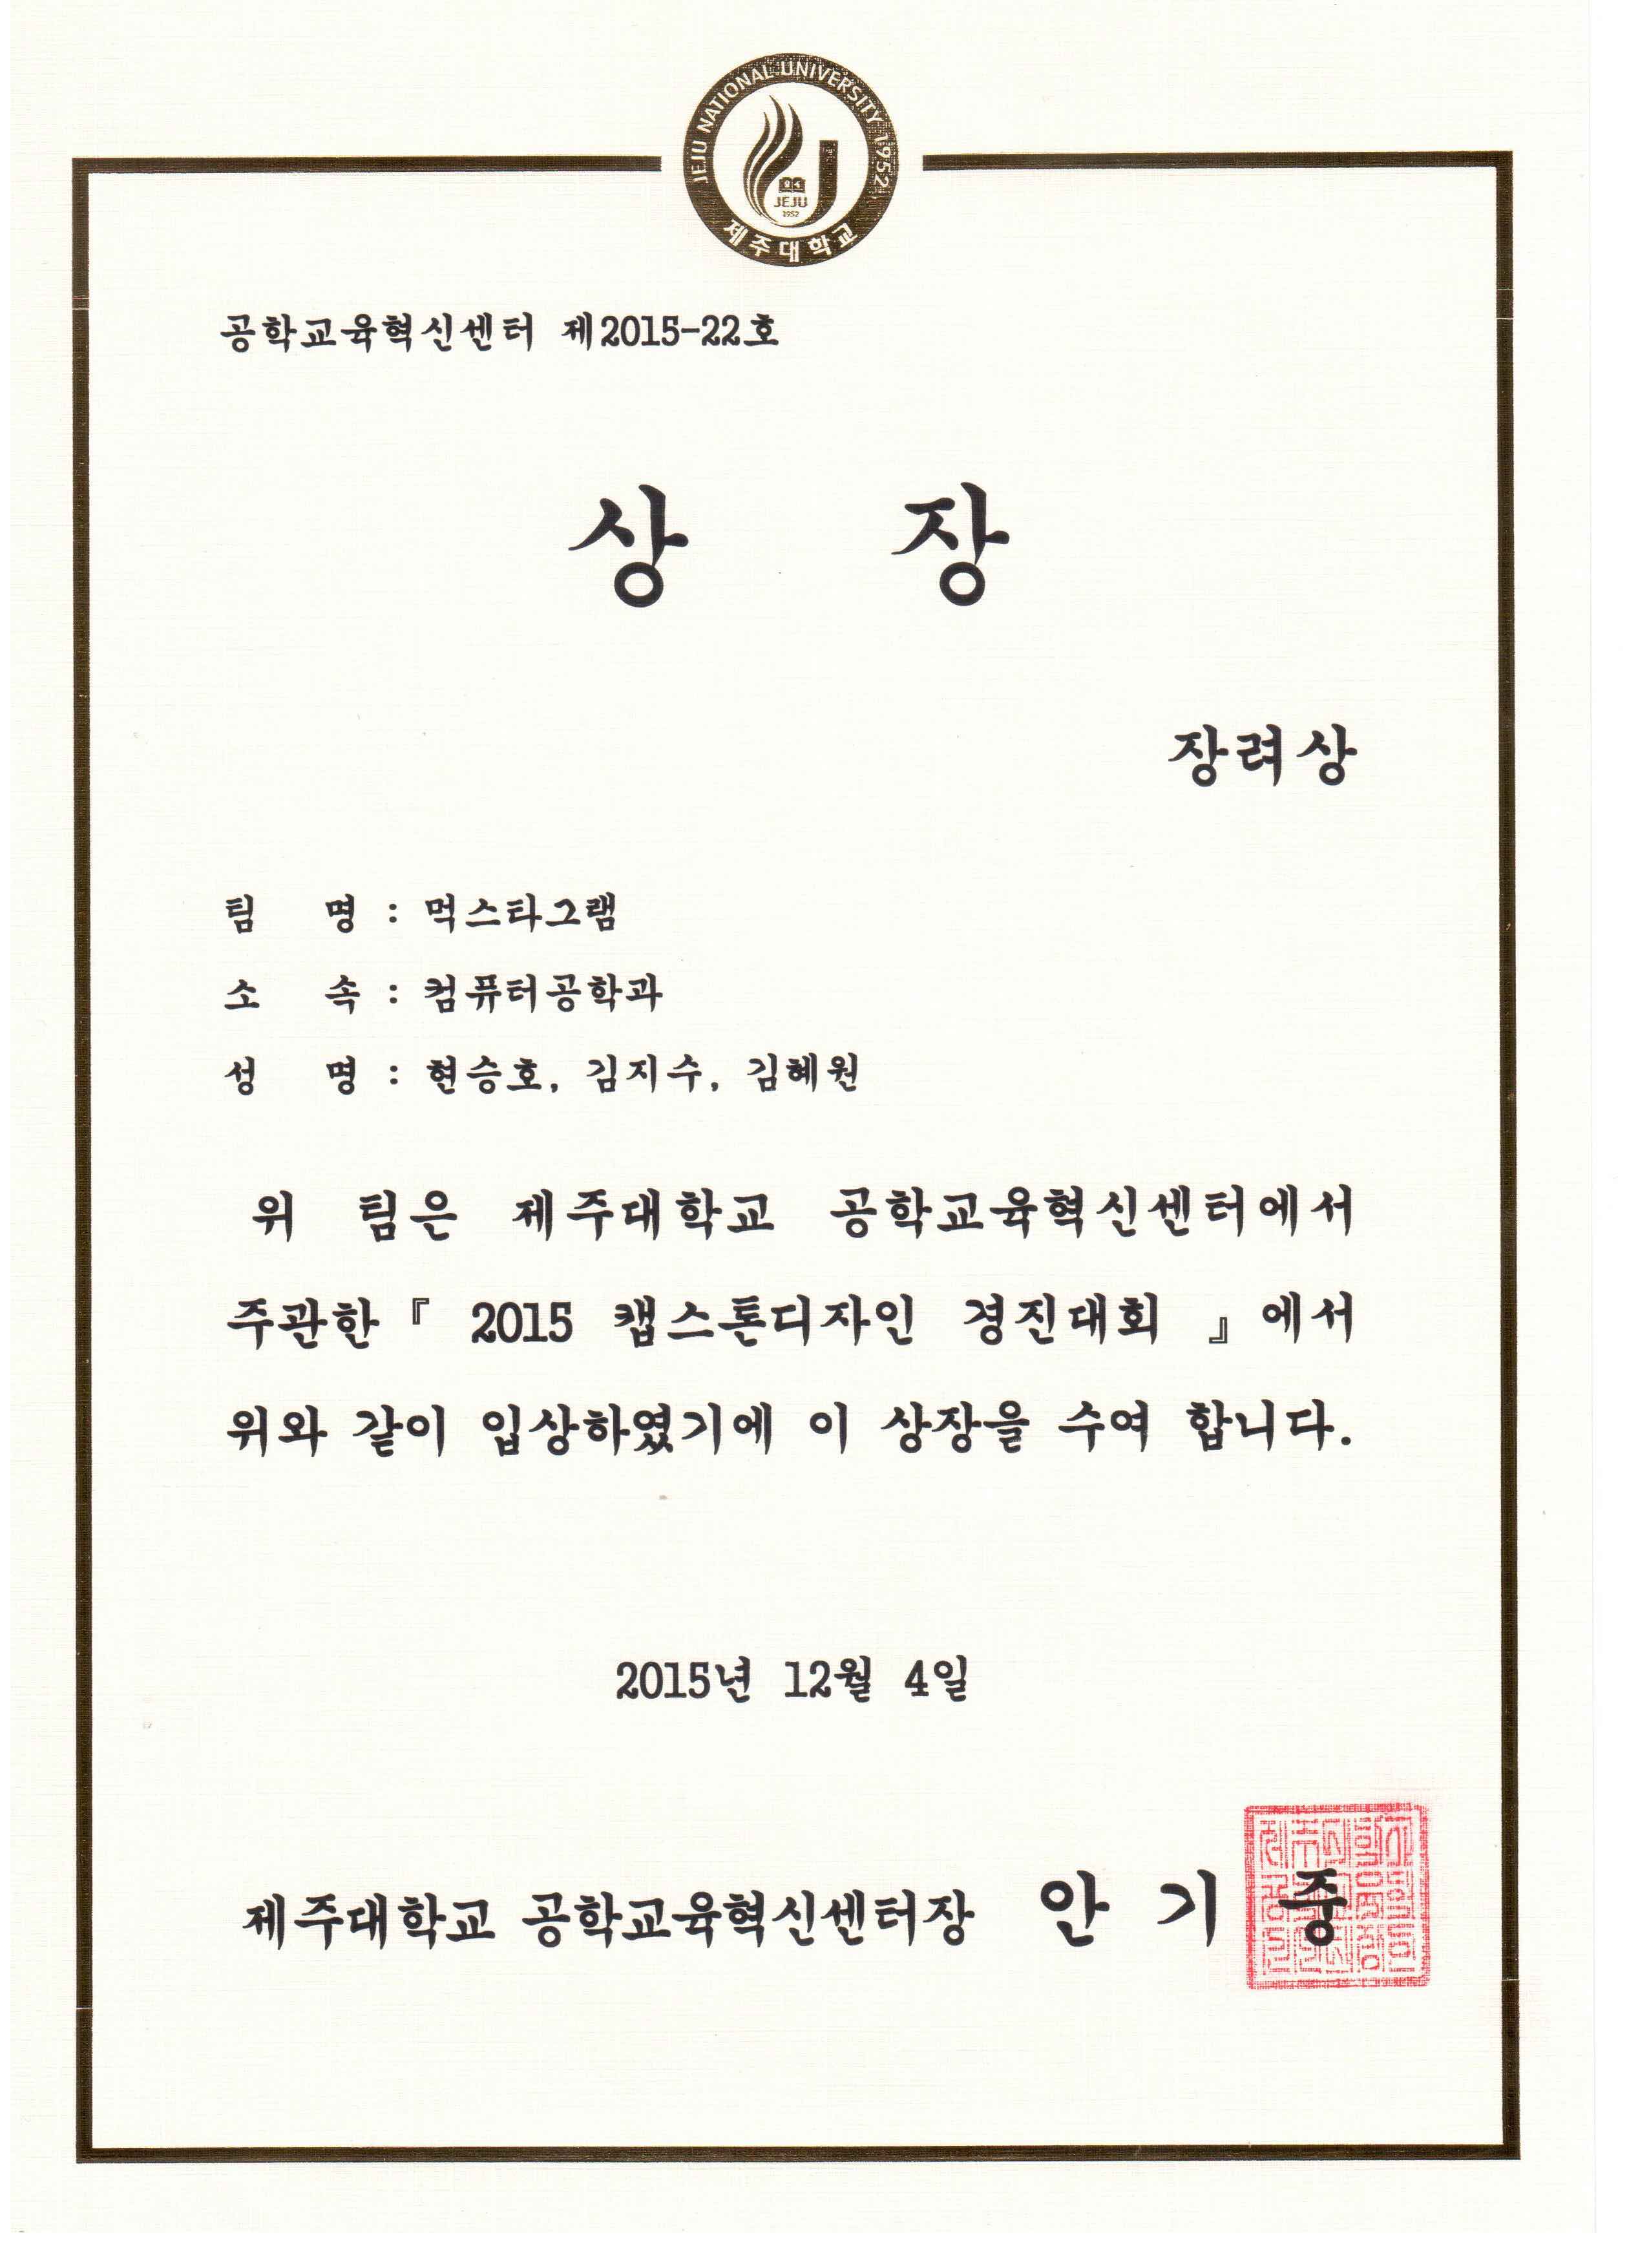 JEJU NATIONAL UNIVERSITY 1952
JEJU
1952
제주대학교
공학교육혁신센터 제2015-22호
상 장
장려상
팀 명 : 먹스타그램
소 속 : 컴퓨터공학과
성 명 : 현승호, 김지수, 김혜원
위 팀은 제주대학교 공학교육혁신센터에서
주관한『 2015 캡스톤디자인 경진대회 』에서
위와 같이 입상하였기에 이 상장을 수여 합니다.
2015년 12월 4일
제주대학교 공학교육혁신센터장 안 기 중